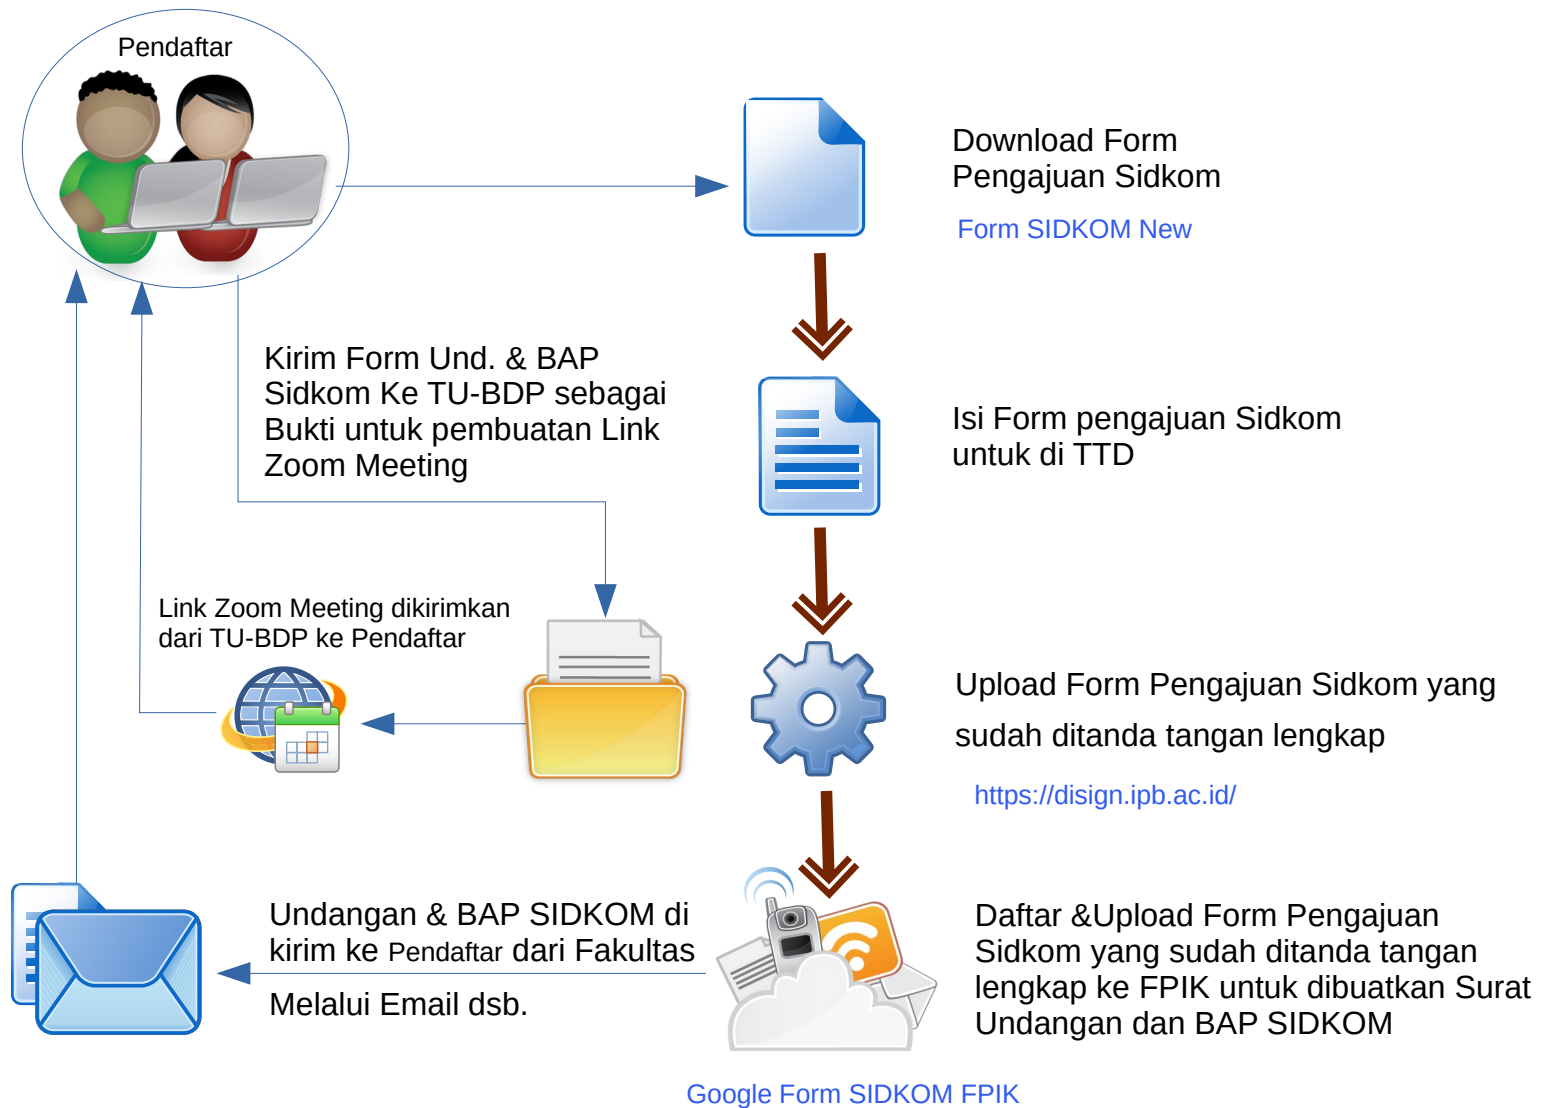 Pendaftar
Download Form
Pengajuan Sidkom
Form SIDKOM New
Kirim Form Und. & BAP
Sidkom Ke TU-BDP sebagai
Bukti untuk pembuatan Link
Zoom Meeting
Isi Form pengajuan Sidkom
untuk di TTD
Link Zoom Meeting dikirimkan
dari TU-BDP ke Pendaftar
Upload Form Pengajuan Sidkom yang
sudah ditanda tangan lengkap
https://disign.ipb.ac.id/
Undangan & BAP SIDKOM di
kirim ke Pendaftar dari Fakultas
Melalui Email dsb.
Daftar &Upload Form Pengajuan
Sidkom yang sudah ditanda tangan
lengkap ke FPIK untuk dibuatkan Surat
Undangan dan BAP SIDKOM
Google Form SIDKOM FPIK